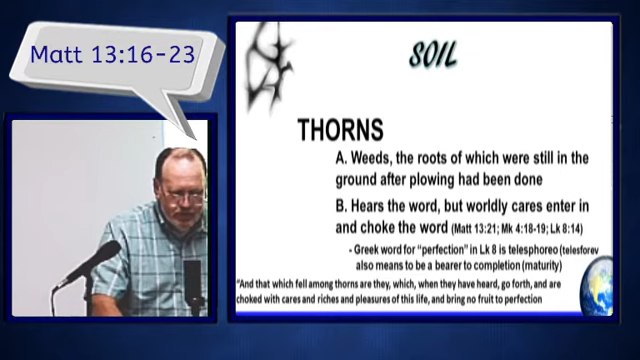 Matt 13:16-23
SOIL
THORNS
A. Weeds, the roots of which were still in the
ground after plowing had been done
B. Hears the word, but worldly cares enter in
and choke the word (Matt 13:21; Mk 4:18-19; Lk 8:14)
- Greek word for "perfection" in Lk 8 is telesphoreo (telesforev
also means to be a bearer to completion (maturity)
"And that which fell among thorns are they, which, when they have heard, go forth, and are
choked with cares and riches and pleasures of this life, and bring no fruit to perfection